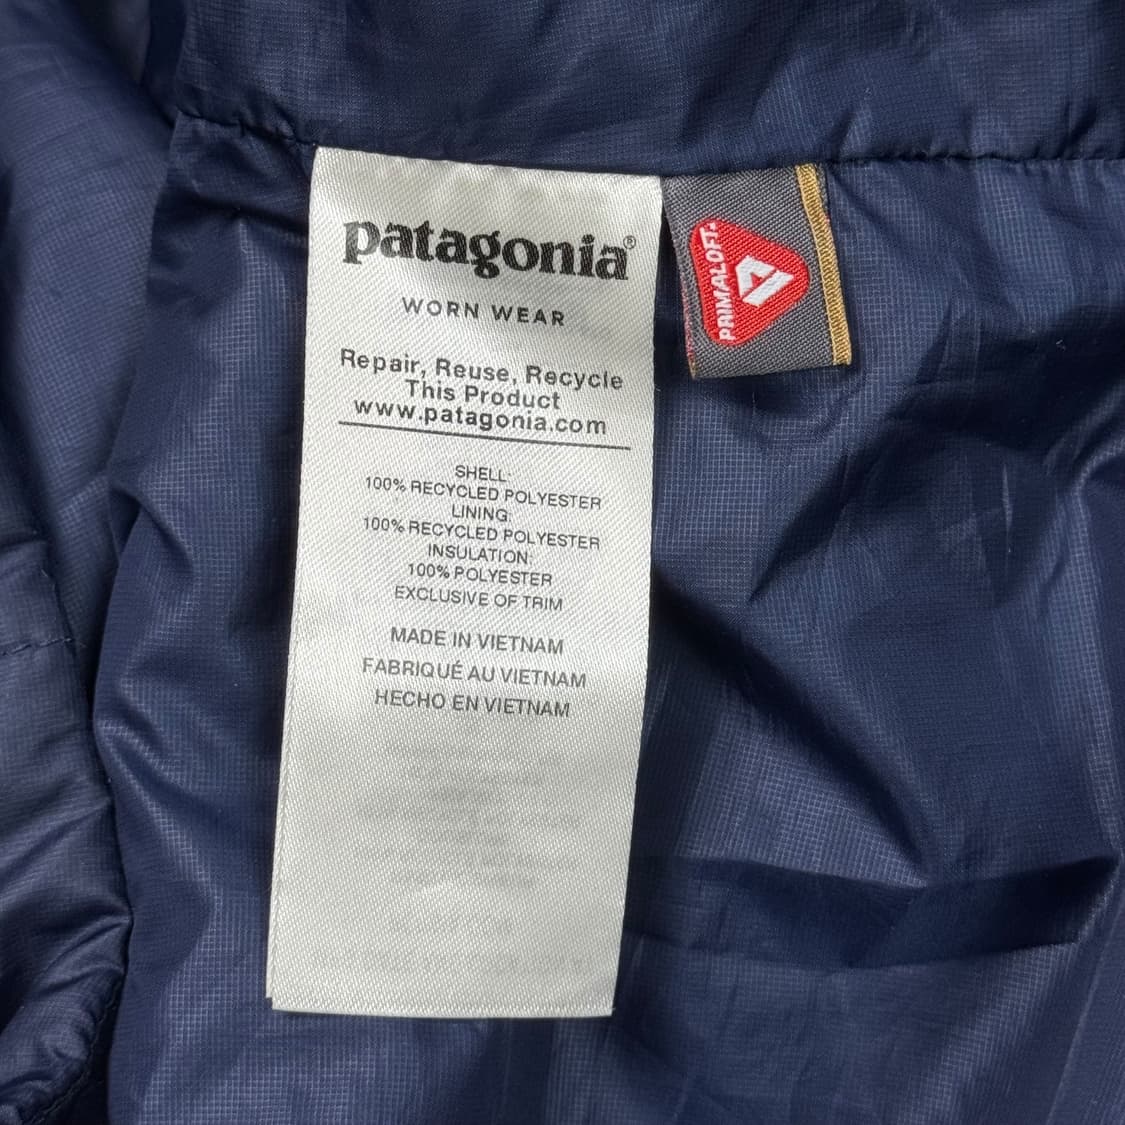 patagonia®
WORN WEAR
Repair, Reuse, Recycle
This Product
www.patagonia.com
SHELL:
100% RECYCLED POLYESTER
LINING:
100% RECYCLED POLYESTER
INSULATION:
100% POLYESTER
EXCLUSIVE OF TRIM
MADE IN VIETNAM
FABRIQUÉ AU VIETNAM
HECHO EN VIETNAM
PRIMALOFT